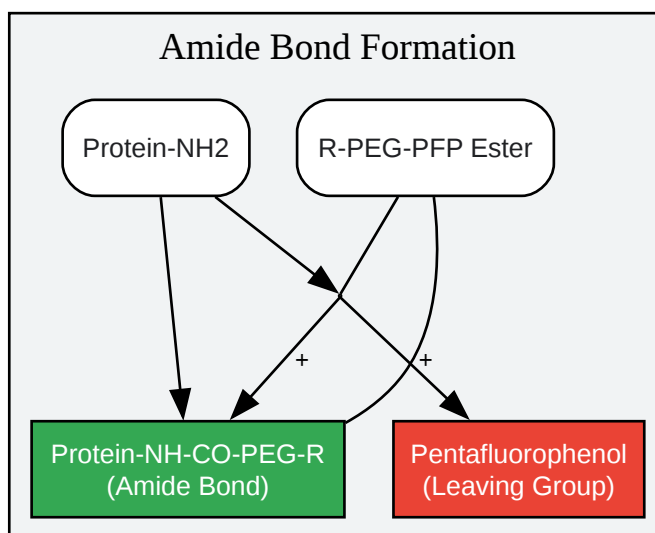 Amide Bond Formation
Protein-NH2
R-PEG-PFP Ester
+
+
Protein-NH-CO-PEG-R
(Amide Bond)
Pentafluorophenol
(Leaving Group)